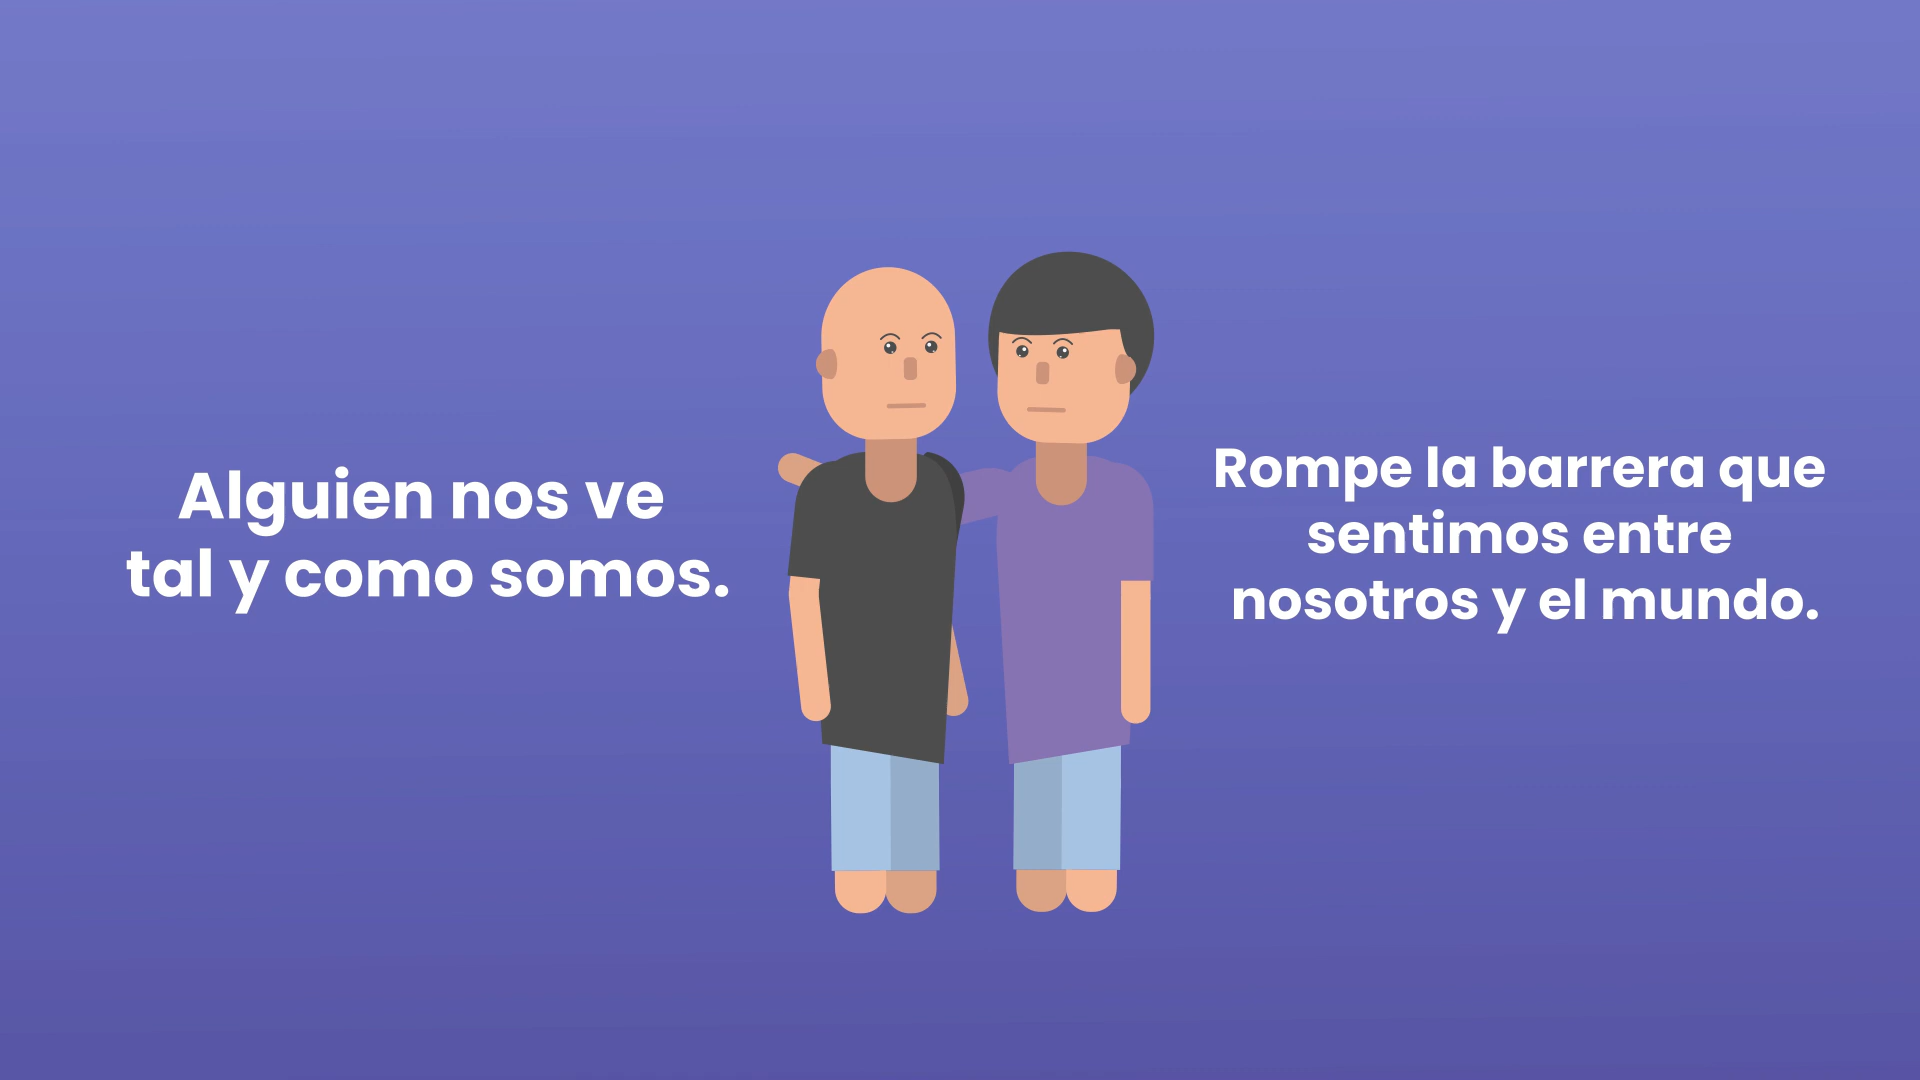 Alguien nos ve
tal y como somos.
Rompe la barrera que
sentimos entre
nosotros y el mundo.